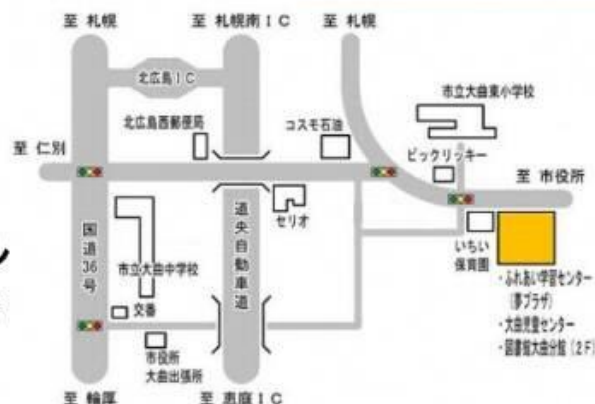 至 札幌
至 札幌南IC
至 札幌
北広島IC
市立大曲東小学校
北広島西郵便局
コスモ石油
ビックリッキー
至 仁別
至 市役所
セリオ
国道36号
道央自動車道
市立大曲中学校
いちい
保育園
・ふれあい学習センター
(夢プラザ)
・大曲児童センター
・図書館大曲分館(2F)
交番
市役所
大曲出張所
至 輪厚
至 恵庭IC